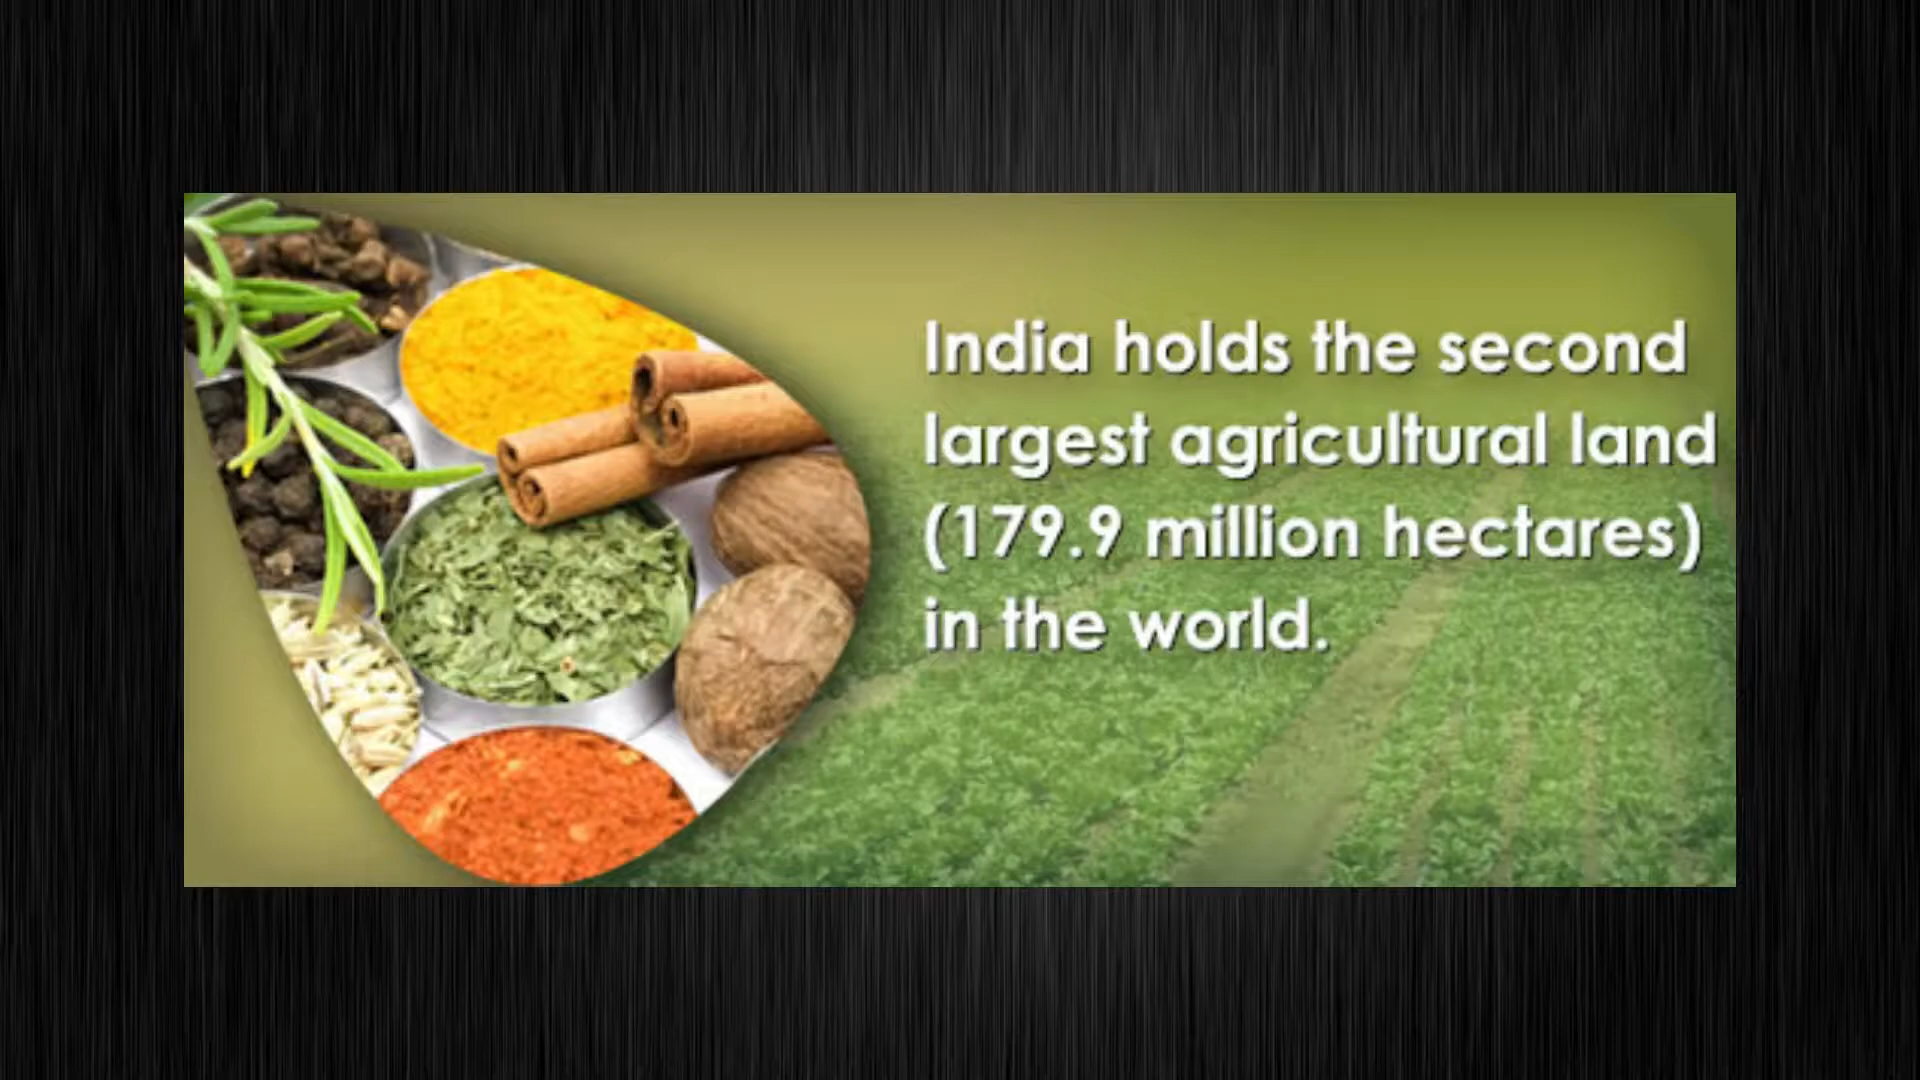 India holds the second
largest agricultural land
(179.9 million hectares)
in the world.